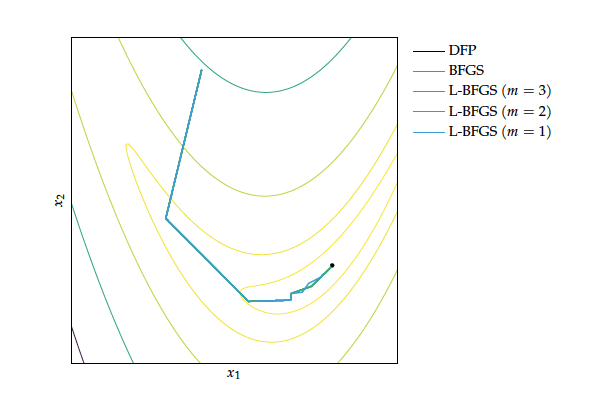 DFP
BFGS
L-BFGS (m = 3)
L-BFGS (m = 2)
L-BFGS (m = 1)
x₂
x₁